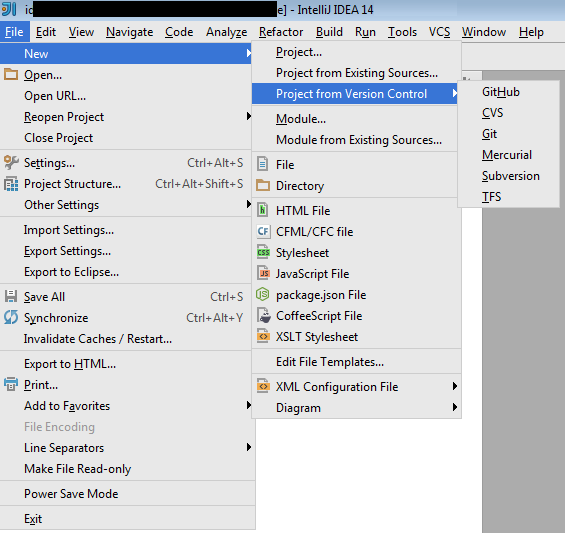 ic e] - IntelliJ IDEA 14
File Edit View Navigate Code Analyze Refactor Build Run Tools VCS Window Help
New
Open...
Open URL...
Reopen Project
Close Project
Settings... Ctrl+Alt+S
Project Structure... Ctrl+Alt+Shift+S
Other Settings
Import Settings...
Export Settings...
Export to Eclipse...
Save All Ctrl+S
Synchronize Ctrl+Alt+Y
Invalidate Caches / Restart...
Export to HTML...
Print...
Add to Favorites
File Encoding
Line Separators
Make File Read-only
Power Save Mode
Exit
Project...
Project from Existing Sources...
Project from Version Control
Module...
Module from Existing Sources...
File
Directory
HTML File
CFML/CFC file
Stylesheet
JavaScript File
package.json File
CoffeeScript File
XSLT Stylesheet
Edit File Templates...
XML Configuration File
Diagram
GitHub
CVS
Git
Mercurial
Subversion
TFS